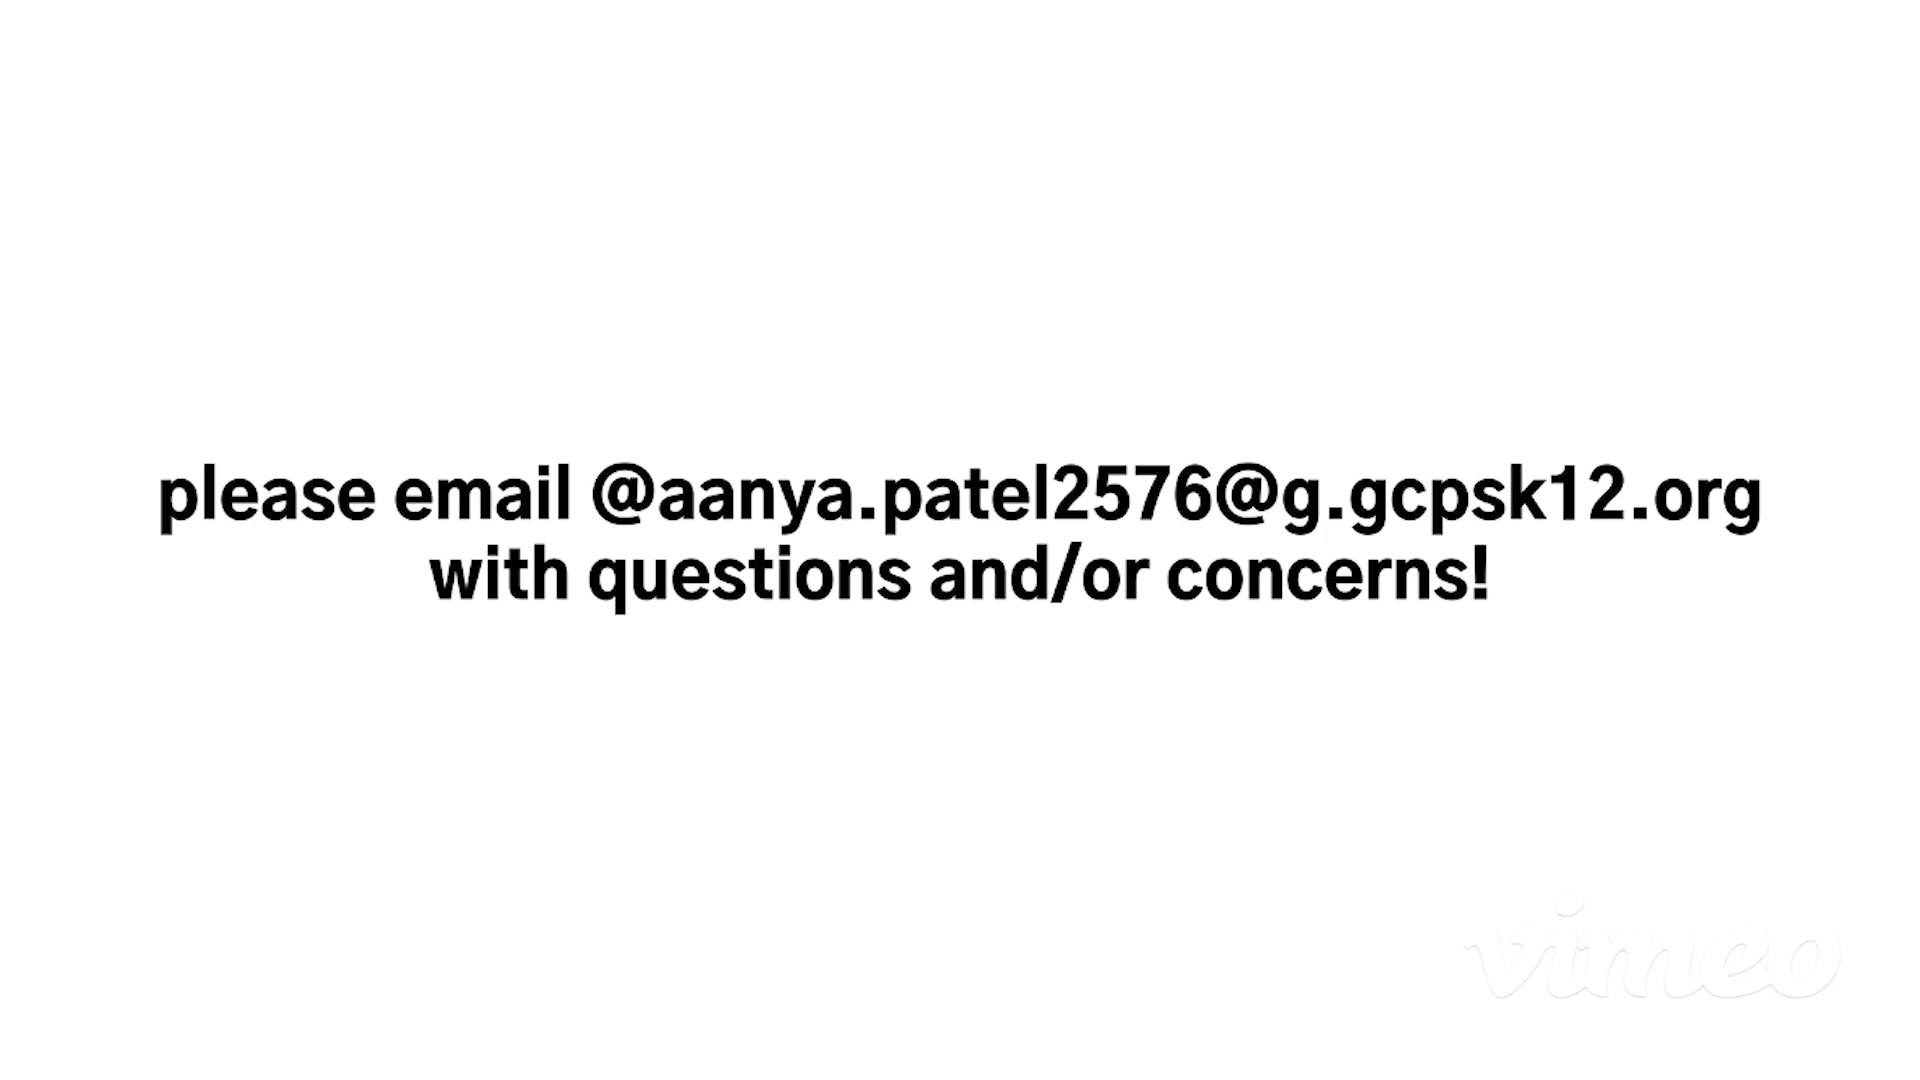 please email @aanya.patel2576@g.gcpsk12.org
with questions and/or concerns!
vimeo